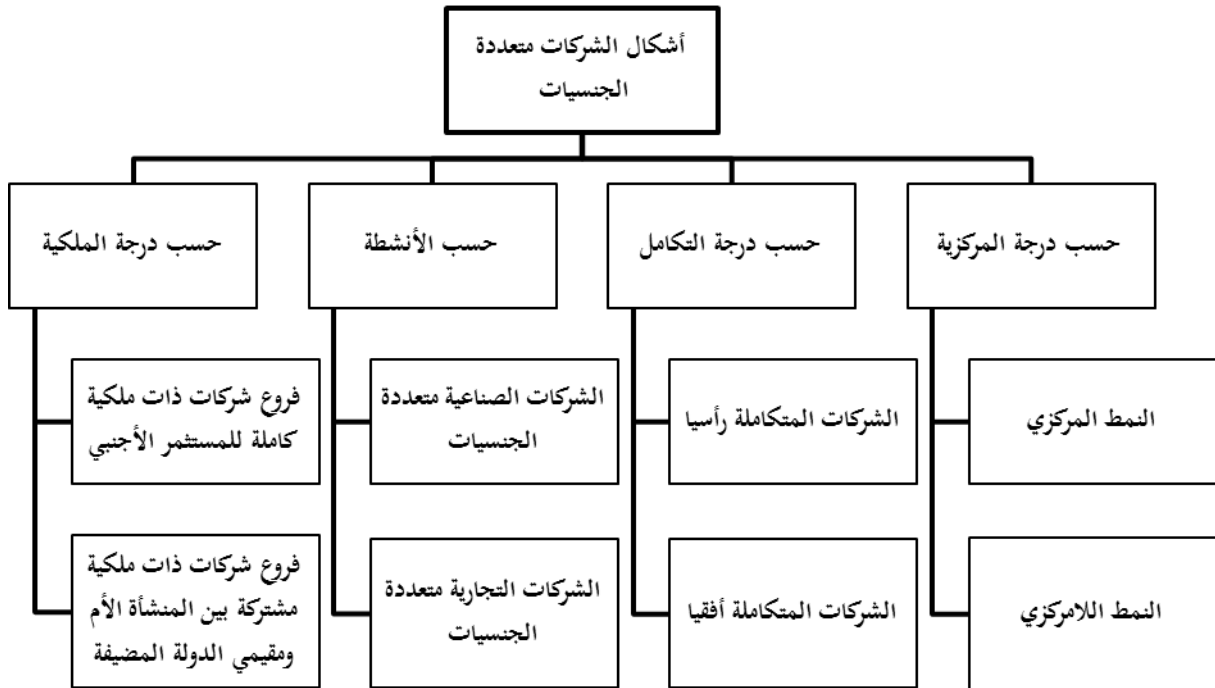 أشكال الشركات متعددة
الجنسيات
حسب درجة المركزية
حسب درجة التكامل
حسب الأنشطة
حسب درجة الملكية
النمط المركزي
الشركات المتكاملة رأسيا
الشركات الصناعية متعددة
الجنسيات
فروع شركات ذات ملكية
كاملة للمستثمر الأجنبي
النمط اللامركزي
الشركات المتكاملة أفقيا
الشركات التجارية متعددة
الجنسيات
فروع شركات ذات ملكية
مشتركة بين المنشأة الأم
ومقيمي الدولة المضيفة